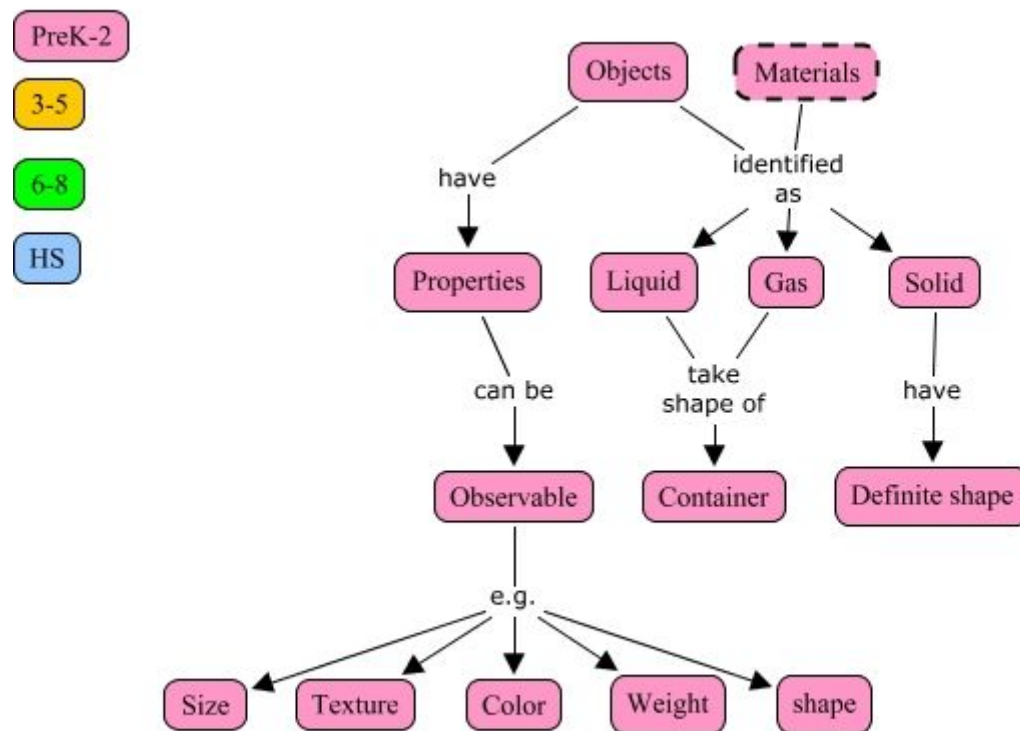 PreK-2
3-5
6-8
HS
Objects
Materials
have
identified
as
Properties
Liquid
Gas
Solid
can be
take
shape of
have
Observable
Container
Definite shape
e.g.
Size
Texture
Color
Weight
shape